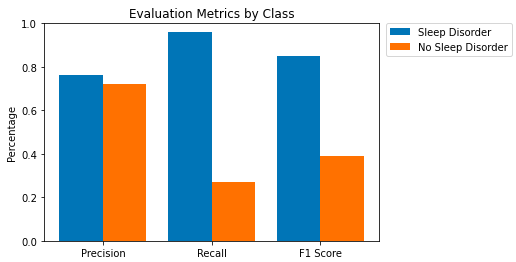 Evaluation Metrics by Class
Sleep Disorder
No Sleep Disorder
Percentage
1.0
0.8
0.6
0.4
0.2
0.0
Precision
Recall
F1 Score